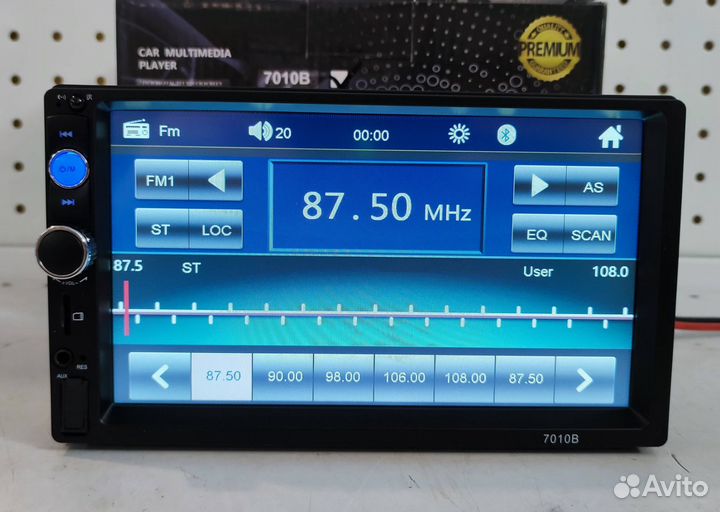 CAR MULTIMEDIA
PLAYER
7010B
QUALITY
PREMIUM
Fm
20
00:00
FM1
87.50 MHz
AS
ST
LOC
EQ
SCAN
87.5
ST
User
108.0
87.50
90.00
98.00
106.00
108.00
87.50
⏻/M
AUX
RES
7010B
Avito